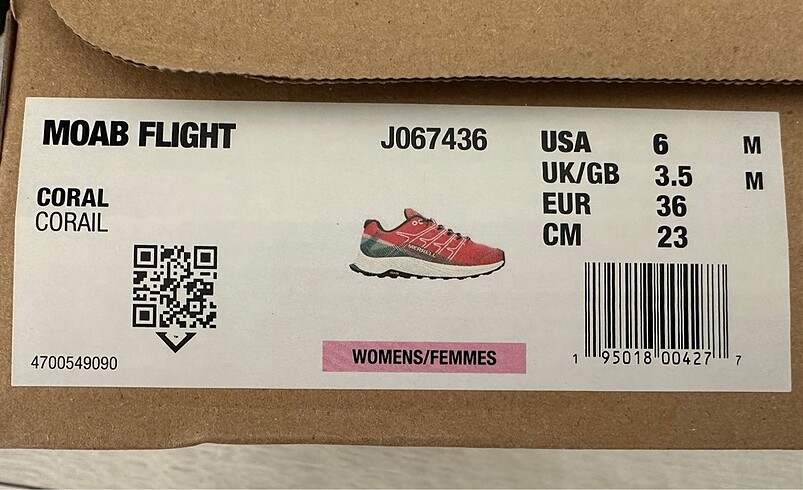 MOAB FLIGHT
J067436
CORAL
CORAIL
USA 6 M
UK/GB 3.5 M
EUR 36
CM 23
MERRELL
4700549090
WOMENS/FEMMES
1 95018 00427 7